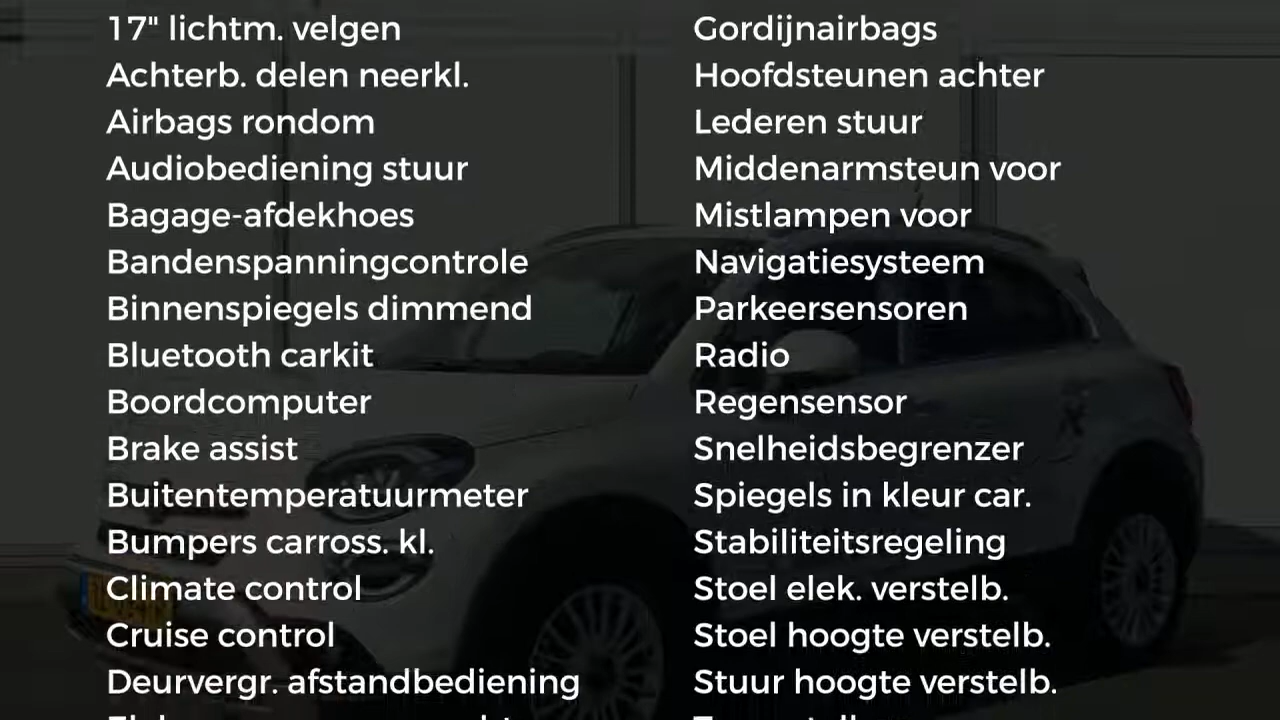 17" lichtm. velgen
Achterb. delen neerkl.
Airbags rondom
Audiobediening stuur
Bagage-afdekhoes
Bandenspanningcontrole
Binnenspiegels dimmend
Bluetooth carkit
Boordcomputer
Brake assist
Buitentemperatuurmeter
Bumpers carross. kl.
Climate control
Cruise control
Deurvergr. afstandbediening
Gordijnairbags
Hoofdsteunen achter
Lederen stuur
Middenarmsteun voor
Mistlampen voor
Navigatiesysteem
Parkeersensoren
Radio
Regensensor
Snelheidsbegrenzer
Spiegels in kleur car.
Stabiliteitsregeling
Stoel elek. verstelb.
Stoel hoogte verstelb.
Stuur hoogte verstelb.